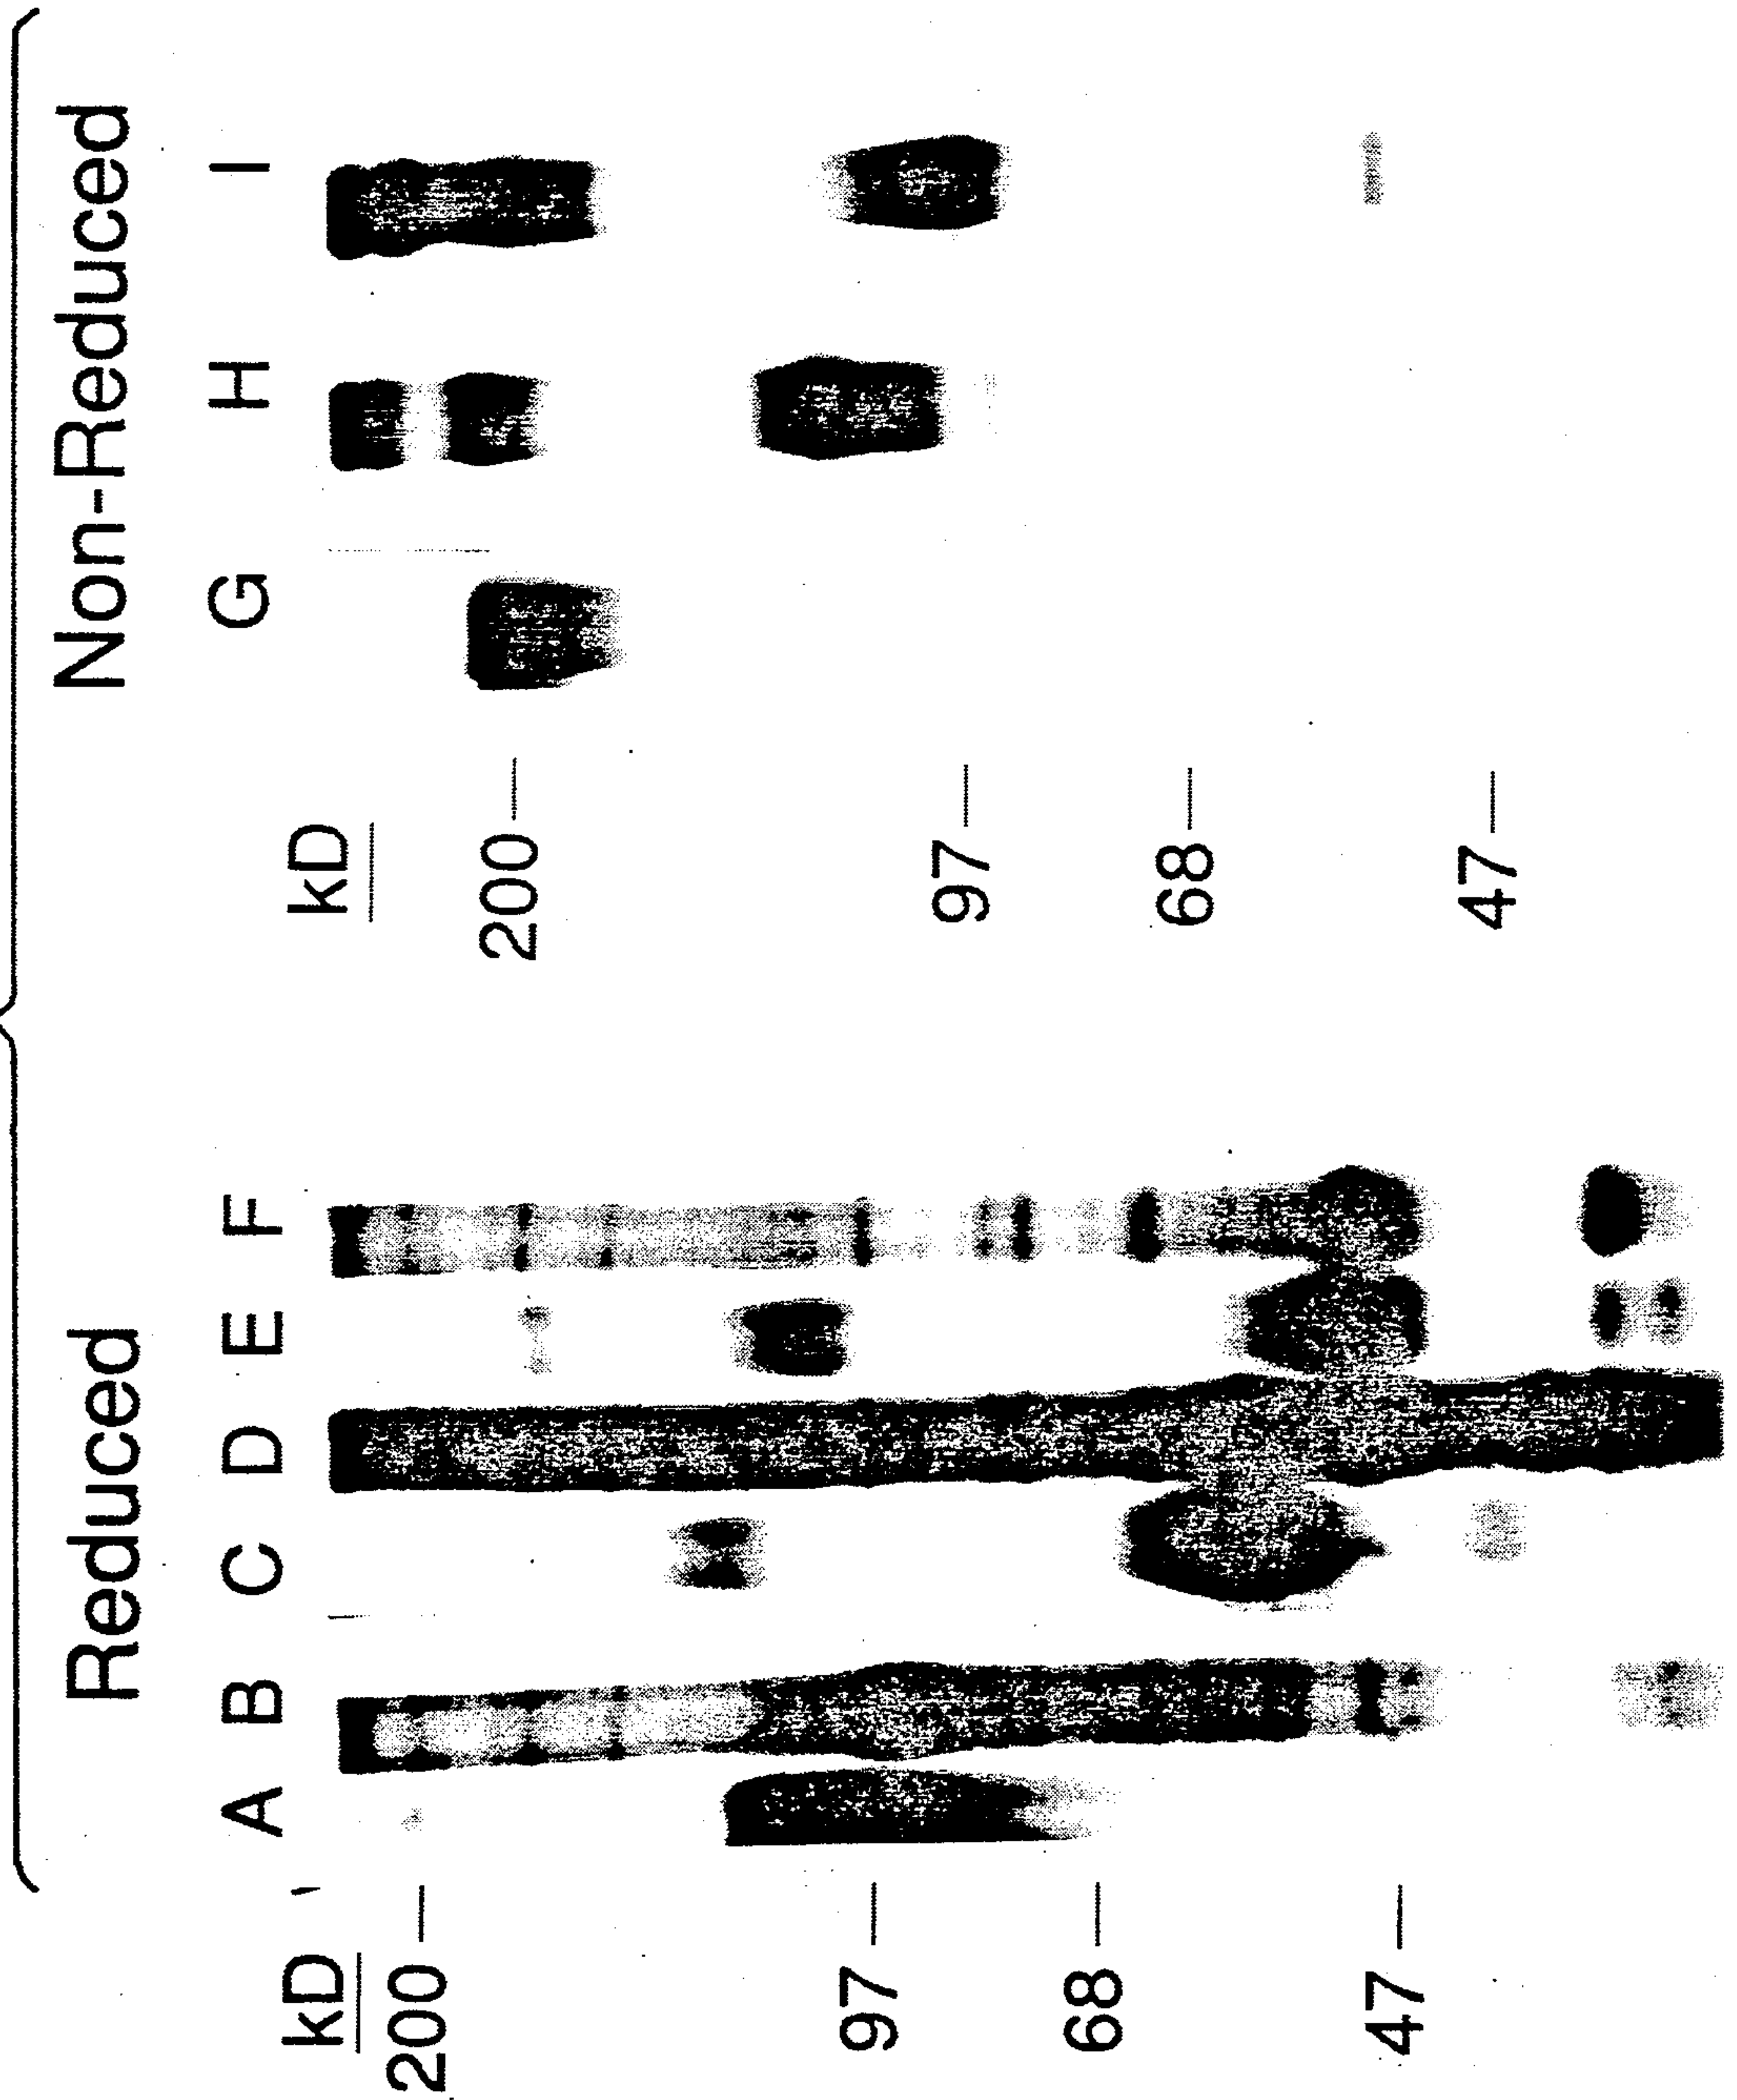 Reduced Non-Reduced
kD A B C D E F kD G H I
200 200
97 97
68 68
47 47